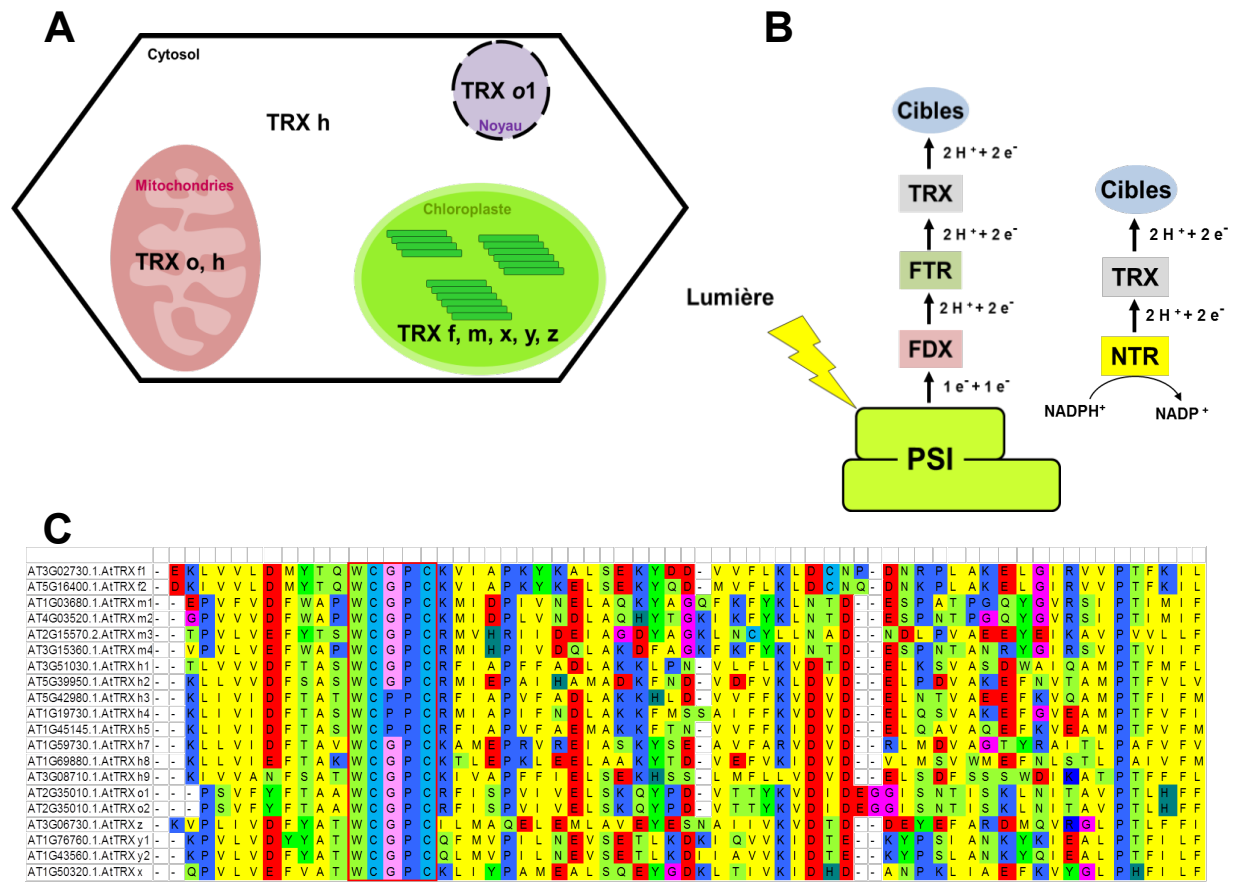 A
Cytosol
TRX o1
Noyau
TRX h
Mitochondries
TRX o, h
Chloroplaste
TRX f, m, x, y, z
B
Cibles
2 H + + 2 e-
TRX
2 H + + 2 e-
FTR
2 H + + 2 e-
FDX
1 e- + 1 e-
Lumière
PSI
Cibles
2 H + + 2 e-
TRX
2 H + + 2 e-
NTR
NADPH+ NADP +
C
AT3G02730.1.AtTRX f1 - E K L V V L D M Y T Q W C G P C K V I A P K Y K A L S E K Y D D - V V F L K L D C N P - D N R P L A K E L G I R V V P T F K I L
AT5G16400.1.AtTRX f2 - D K I V V L D M Y T Q W C G P C K V I A P K Y K E L S E K Y Q D - M V F L K L D C N Q - D N K P L A K E L G I R V V P T F K I L
AT1G03680.1.AtTRX m1 - - E P V F V D F W A P W C G P C K M I D P I V N E L A Q K Y A G Q F K F Y K L N T D - - E S P A T P G Q Y G V R S I P T I M I F
AT4G03520.1.AtTRX m2 - - G P V V V D F W A P W C G P C K M I D P L V N D L A Q H Y T G K I K F Y K L N T D - - E S P N T P G Q Y G V R S I P T I M I F
AT2G15570.2.AtTRX m3 - - T P V L V E F Y T S W C G P C R M V H R I I D E I A G D Y A G K L N C Y L L N A D - - N D L P V A E E Y E I K A V P V V L L F
AT3G15360.1.AtTRX m4 - - V P V L V E F W A P W C G P C R M I H P I V D Q L A K D F A G K F K F Y K I N T D - - E S P N T A N R Y G I R S V P T V I I F
AT3G51030.1.AtTRX h1 - - T L V V V D F T A S W C G P C R F I A P F F A D L A K K L P N - V L F L K V D T D - - E L K S V A S D W A I Q A M P T F M F L
AT5G39950.1.AtTRX h2 - - K L L V V D F S A S W C G P C R M I E P A I H A M A D K F N D - V D F V K L D V D - - E L P D V A K E F N V T A M P T F V L V
AT5G42980.1.AtTRX h3 - - K L I V I D F T A T W C P P C R F I A P V F A D L A K K H L D - V V F F K V D V D - - E L N T V A E E F K V Q A M P T F I F M
AT1G19730.1.AtTRX h4 - - K L I V I D F T A S W C P P C R M I A P I F N D L A K K F M S S A I F F K V D V D - - E L Q S V A K E F G V E A M P T F V F I
AT1G45145.1.AtTRX h5 - - K L I V I D F T A S W C P P C R F I A P V F A E M A K K F T N - V V F F K I D V D - - E L Q A V A Q E F K V E A M P T F V F M
AT1G59730.1.AtTRX h7 - - K L L V I D F T A V W C G P C K A M E P R V R E I A S K Y S E - A V F A R V D V D - - R L M D V A G T Y R A I T L P A F V F V
AT1G69880.1.AtTRX h8 - - K L L V I E F T A K W C G P C K T L E P K L E E L A A K Y T D - V E F V K I D V D - - V L M S V W M E F N L S T L P A I V F M
AT3G08710.1.AtTRX h9 - - K I V V A N F S A T W C G P C K I V A P F F I E L S E K H S S - L M F L L V D V D - - E L S D F S S S W D I K A T P T F F F L
AT2G35010.1.AtTRX o1 - - - P S V F Y F T A A W C G P C R F I S P V I V E L S K Q Y P D - V T T Y K V D I D E G G I S N T I S K L N I T A V P T L H F F
AT2G35010.1.AtTRX o2 - - - P S V F Y F T A A W C G P C R F I S P V I V E L S K Q Y P D - V T T Y K V D I D E G G I S N T I S K L N I T A V P T L H F F
AT3G06730.1.AtTRX z - K V P L I V D F Y A T W C G P C I L M A Q E L E M L A V E Y E S N A I I V K V D T D - - D E Y E F A R D M Q V R G L P T L F F I
AT1G76760.1.AtTRX y1 - - K P V L V D Y Y A T W C G P C Q F M V P I L N E V S E T L K D K I Q V V K I D T E - - K Y P S I A N K Y K I E A L P T F I L F
AT1G43560.1.AtTRX y2 - - K P V L V D F Y A T W C G P C Q L M V P I L N E V S E T L K D I I A V V K I D T E - - K Y P S L A N K Y Q I E A L P T F I L F
AT1G50320.1.AtTRX x - - Q P V L V E F V A T W C G P C K L I Y P A M E A L S Q E Y G D K L T I V K I D H D - - A N P K L I A E F K V Y G L P H F I L F